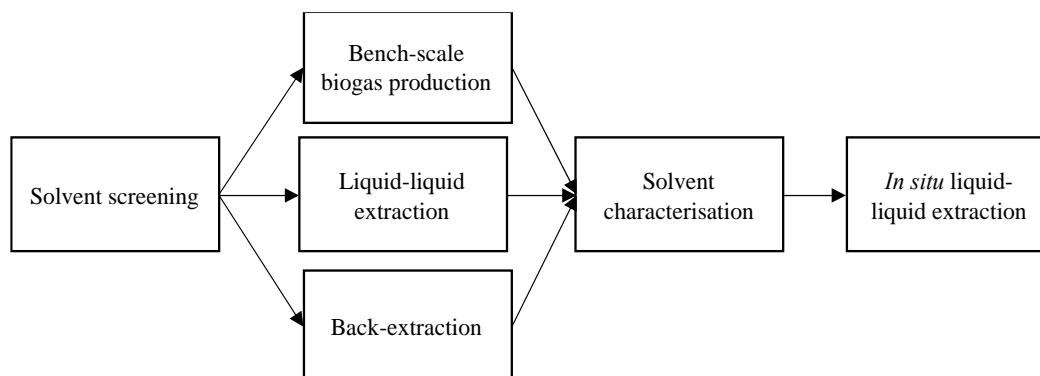 Bench-scale
biogas production
Solvent screening
Liquid-liquid
extraction
Solvent
characterisation
In situ liquid-
liquid extraction
Back-extraction